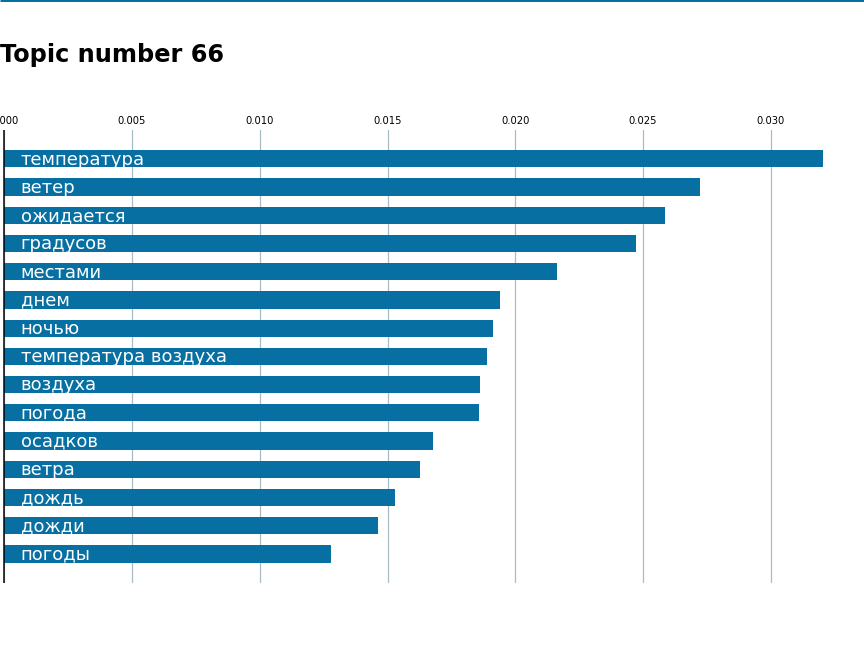 Topic number 66
000 0.005 0.010 0.015 0.020 0.025 0.030
температура
ветер
ожидается
градусов
местами
днем
ночью
температура воздуха
воздуха
погода
осадков
ветра
дождь
дожди
погоды